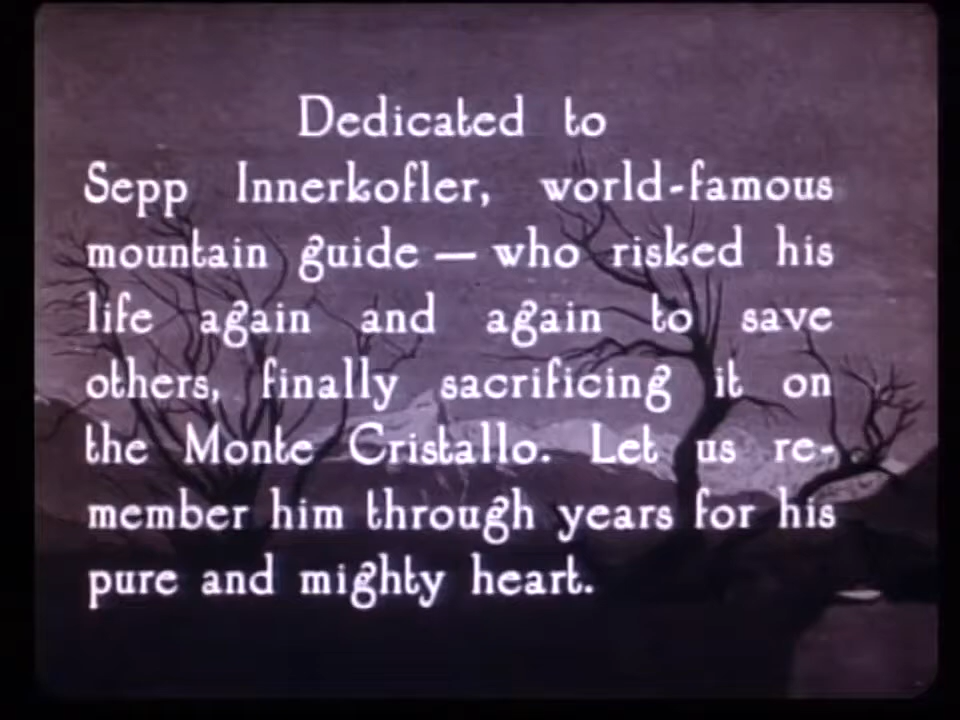 Dedicated to
Sepp Innerkofler, world-famous
mountain guide — who risked his
life again and again to save
others, finally sacrificing it on
the Monte Cristallo. Let us re-
member him through years for his
pure and mighty heart.